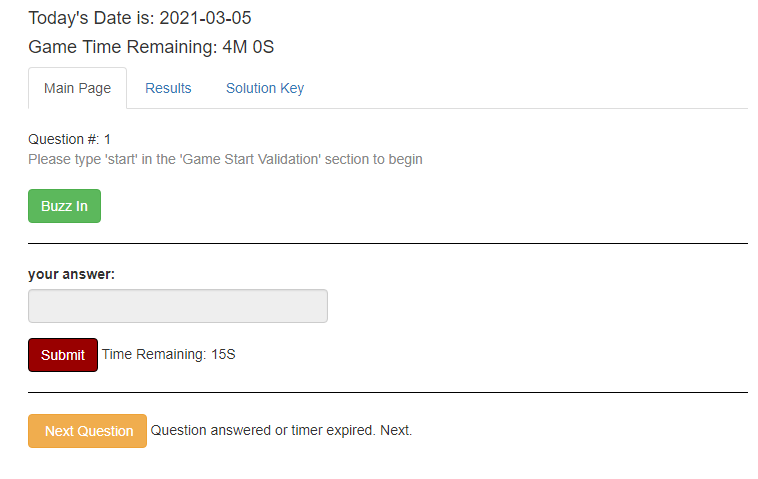 Today's Date is: 2021-03-05
Game Time Remaining: 4M 0S
Main Page Results Solution Key
Question #: 1
Please type 'start' in the 'Game Start Validation' section to begin
Buzz In
your answer:
Submit Time Remaining: 15S
Next Question Question answered or timer expired. Next.